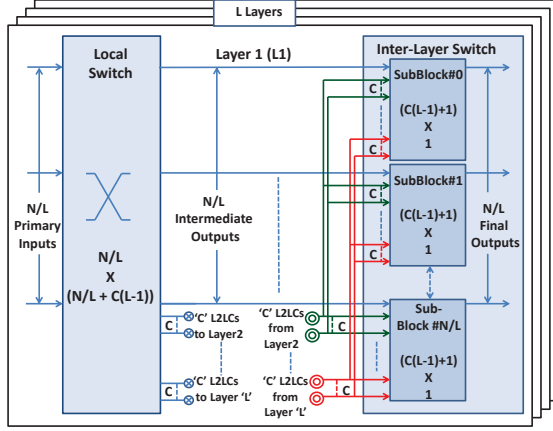 L Layers
Local
Switch
Layer 1 (L1)
Inter-Layer Switch
SubBlock#0
C
(C(L-1)+1)
X
1
C
SubBlock#1
C
(C(L-1)+1)
X
1
C
N/L
Primary
Inputs
N/L
Intermediate
Outputs
N/L
Final
Outputs
N/L
X
(N/L + C(L-1))
C
'C' L2LCs
to Layer2
'C' L2LCs
from
Layer2
C
Sub-
Block #N/L
(C(L-1)+1)
X
1
C
'C' L2LCs
to Layer 'L'
'C' L2LCs
from
Layer 'L'
C